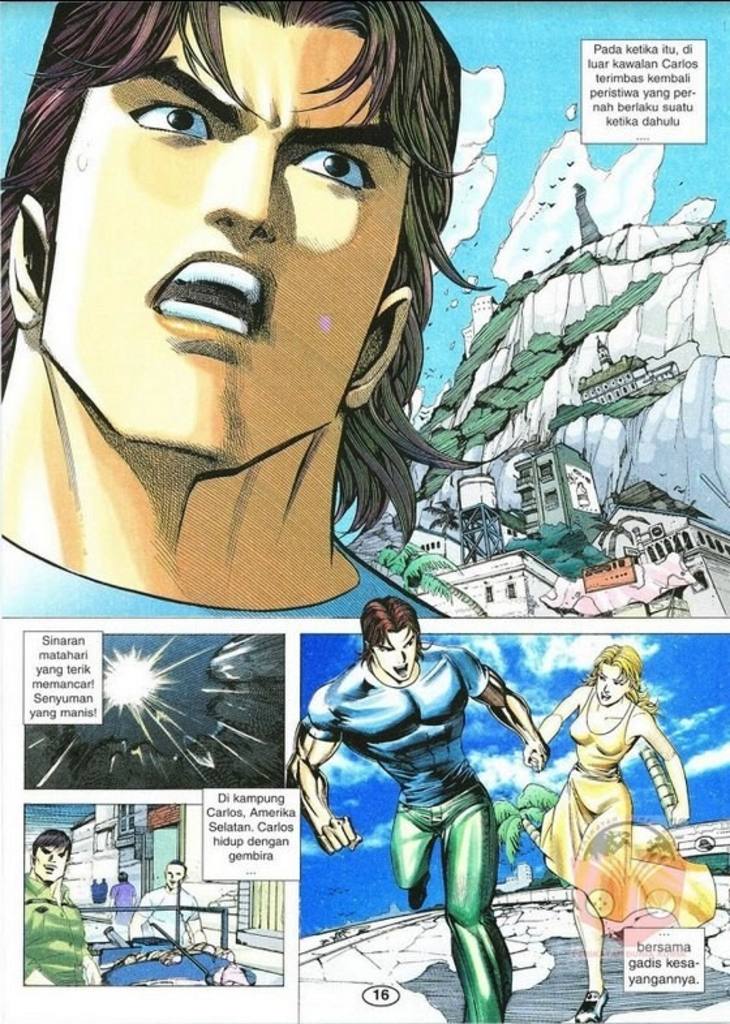 Pada ketika itu, di
luar kawalan Carlos
terimbas kembali
peristiwa yang per-
nah berlaku suatu
ketika dahulu
....
Sinaran
matahari
yang terik
memancar!
Senyuman
yang manis!
Di kampung
Carlos, Amerika
Selatan. Carlos
hidup dengan
gembira
...
...
bersama
gadis kesa-
yangannya.
16